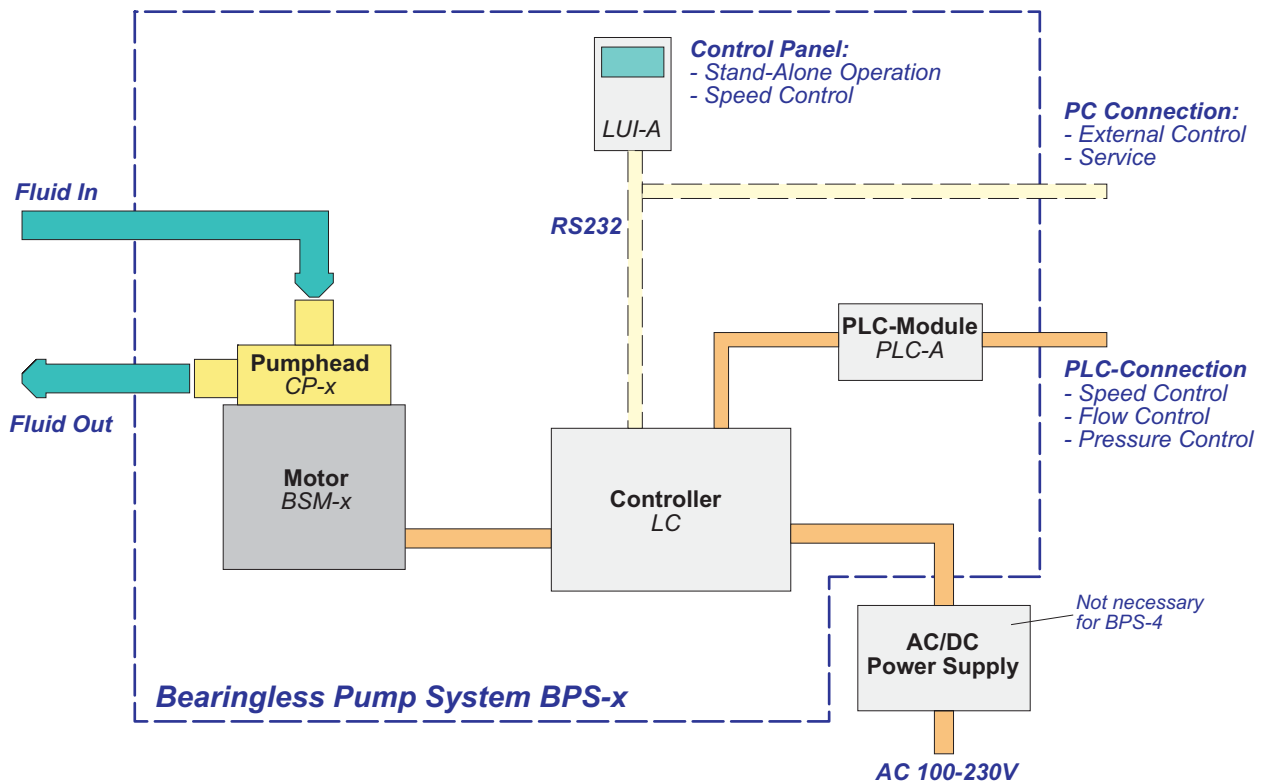 Control Panel:
- Stand-Alone Operation
- Speed Control
LUI-A
PC Connection:
- External Control
- Service
Fluid In
RS232
PLC-Module
PLC-A
Pumphead
CP-x
PLC-Connection
- Speed Control
- Flow Control
- Pressure Control
Fluid Out
Motor
BSM-x
Controller
LC
Not necessary
for BPS-4
AC/DC
Power Supply
Bearingless Pump System BPS-x
AC 100-230V